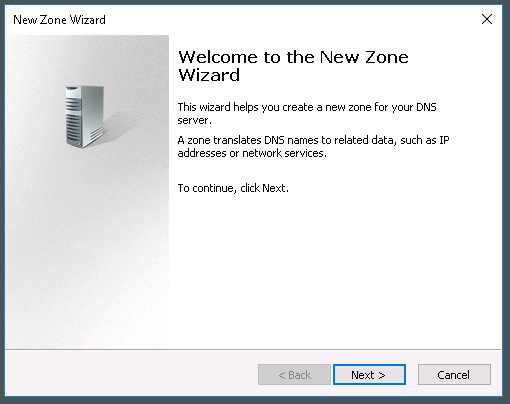 New Zone Wizard
Welcome to the New Zone
Wizard
This wizard helps you create a new zone for your DNS
server.
A zone translates DNS names to related data, such as IP
addresses or network services.
To continue, click Next.
< Back
Next >
Cancel